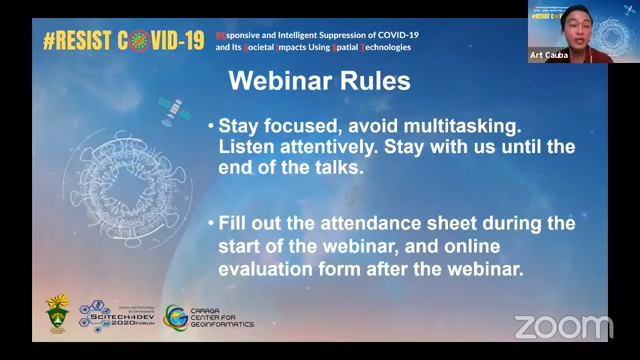 #RESIST COVID-19
REsponsive and Intelligent Suppression of COVID-19
and Its Societal Impacts Using Spatial Technologies
Art Cauba
Webinar Rules
• Stay focused, avoid multitasking.
Listen attentively. Stay with us until the
end of the talks.
• Fill out the attendance sheet during the
start of the webinar, and online
evaluation form after the webinar.
SCITECH4DEV
2020FORUM
CARAGA
CENTER FOR
GEOINFORMATICS
zoom